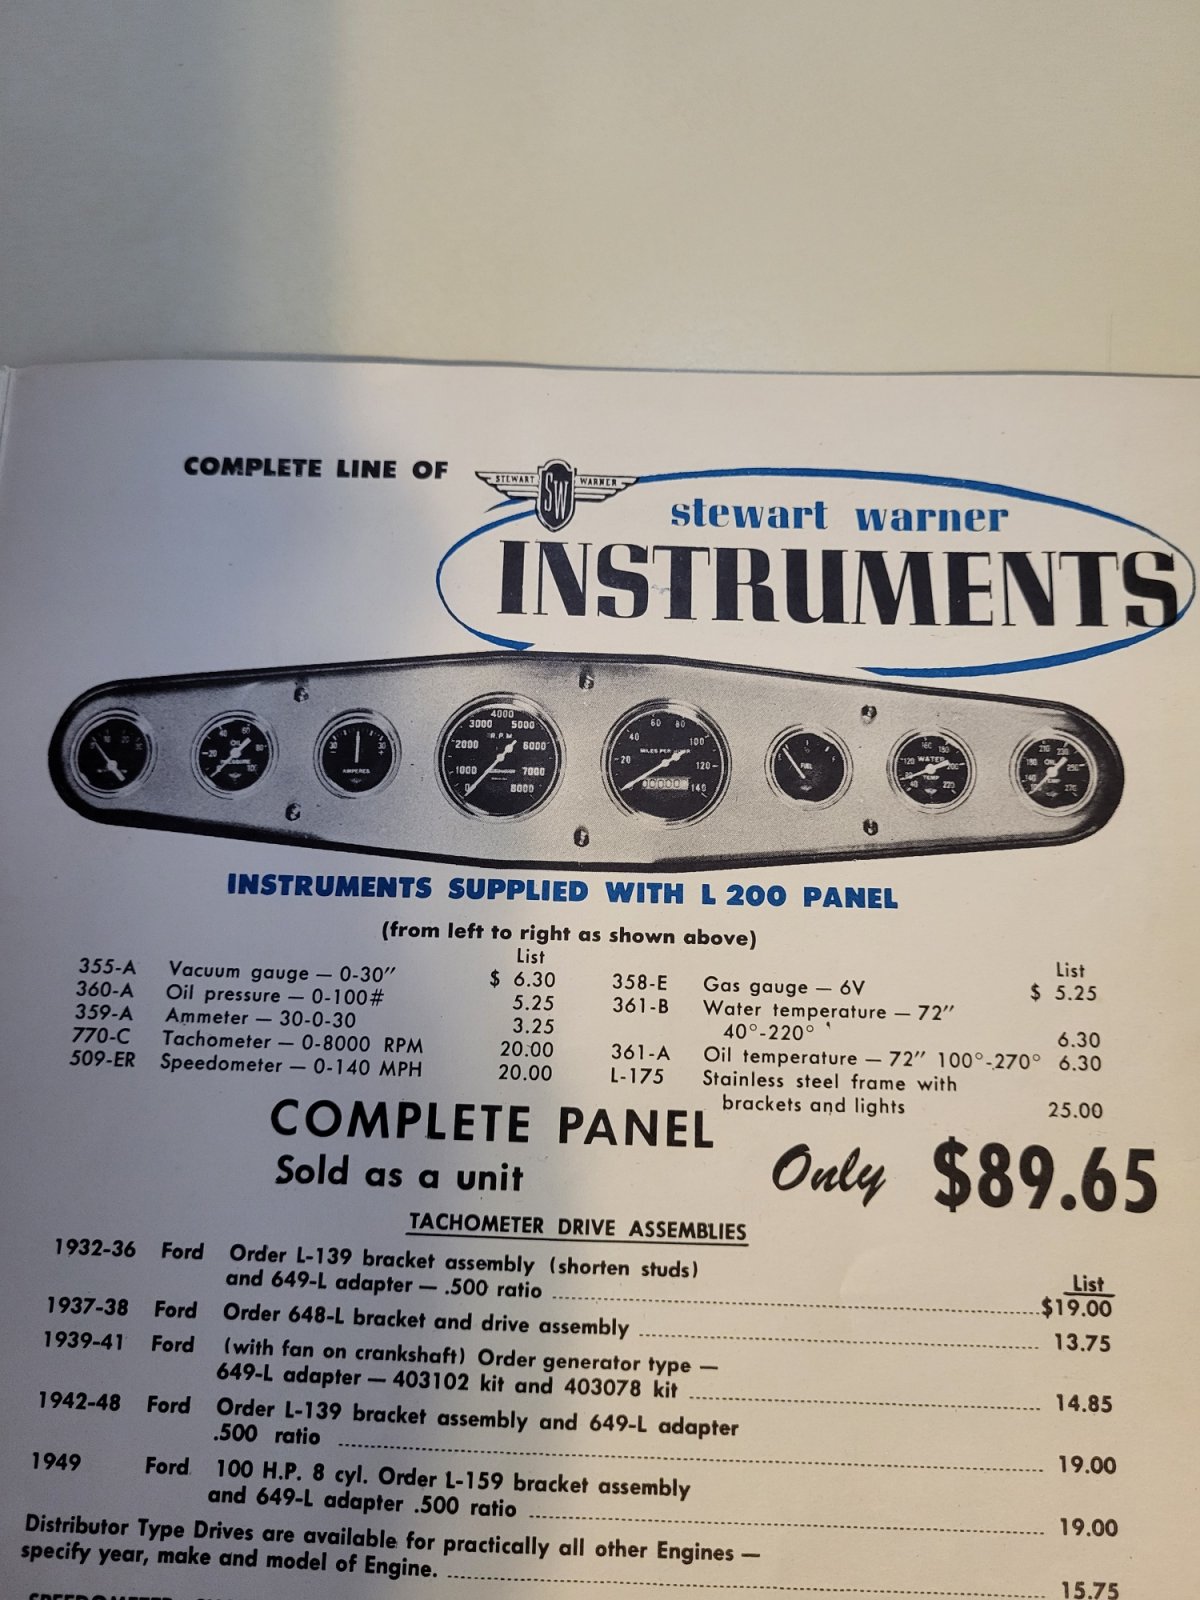 COMPLETE LINE OF
STEWART SW WARNER
stewart warner
INSTRUMENTS
INSTRUMENTS SUPPLIED WITH L 200 PANEL
(from left to right as shown above)
List
355-A Vacuum gauge — 0-30″ $ 6.30
360-A Oil pressure — 0-100# 5.25
359-A Ammeter — 30-0-30 3.25
770-C Tachometer — 0-8000 RPM 20.00
509-ER Speedometer — 0-140 MPH 20.00
List
358-E Gas gauge — 6V $ 5.25
361-B Water temperature — 72″
40°-220° 6.30
361-A Oil temperature — 72″ 100°-270° 6.30
L-175 Stainless steel frame with
brackets and lights 25.00
COMPLETE PANEL
Sold as a unit
Only $89.65
TACHOMETER DRIVE ASSEMBLIES
List
1932-36 Ford Order L-139 bracket assembly (shorten studs)
and 649-L adapter — .500 ratio $19.00
1937-38 Ford Order 648-L bracket and drive assembly 13.75
1939-41 Ford (with fan on crankshaft) Order generator type —
649-L adapter — 403102 kit and 403078 kit 14.85
1942-48 Ford Order L-139 bracket assembly and 649-L adapter
.500 ratio 19.00
1949 Ford 100 H.P. 8 cyl. Order L-159 bracket assembly
and 649-L adapter .500 ratio 19.00
Distributor Type Drives are available for practically all other Engines —
specify year, make and model of Engine. 15.75